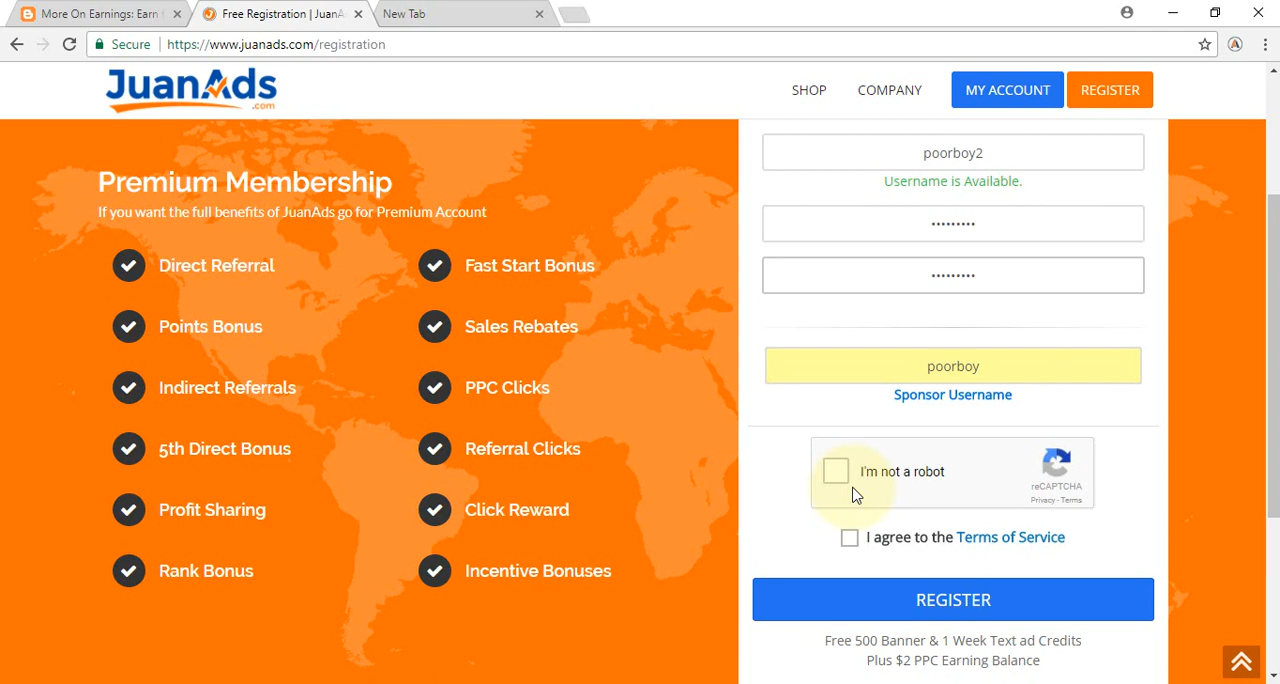 More On Earnings: Earn
Free Registration | JuanA
New Tab
Secure
https://www.juanads.com/registration
JuanAds
.com
SHOP
COMPANY
MY ACCOUNT
REGISTER
Premium Membership
If you want the full benefits of JuanAds go for Premium Account
Direct Referral
Fast Start Bonus
Points Bonus
Sales Rebates
Indirect Referrals
PPC Clicks
5th Direct Bonus
Referral Clicks
Profit Sharing
Click Reward
Rank Bonus
Incentive Bonuses
poorboy2
Username is Available.
•••••••••
•••••••••
poorboy
Sponsor Username
I'm not a robot
reCAPTCHA
Privacy - Terms
I agree to the Terms of Service
REGISTER
Free 500 Banner & 1 Week Text ad Credits
Plus $2 PPC Earning Balance